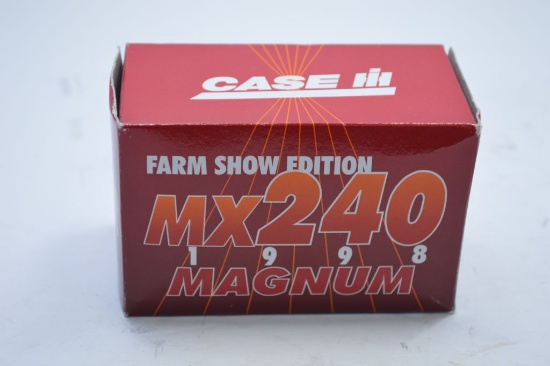 CASE IH
FARM SHOW EDITION
MX240
1998
MAGNUM